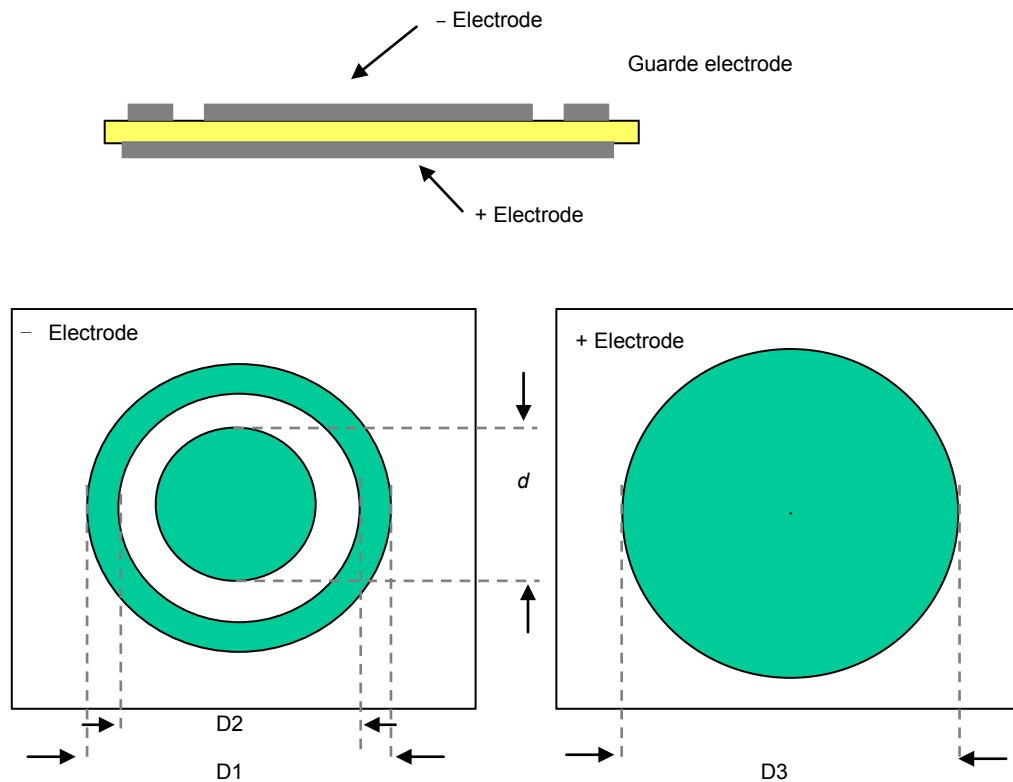 – Electrode
Guarde electrode
+ Electrode
– Electrode
+ Electrode
d
D2
D1
D3